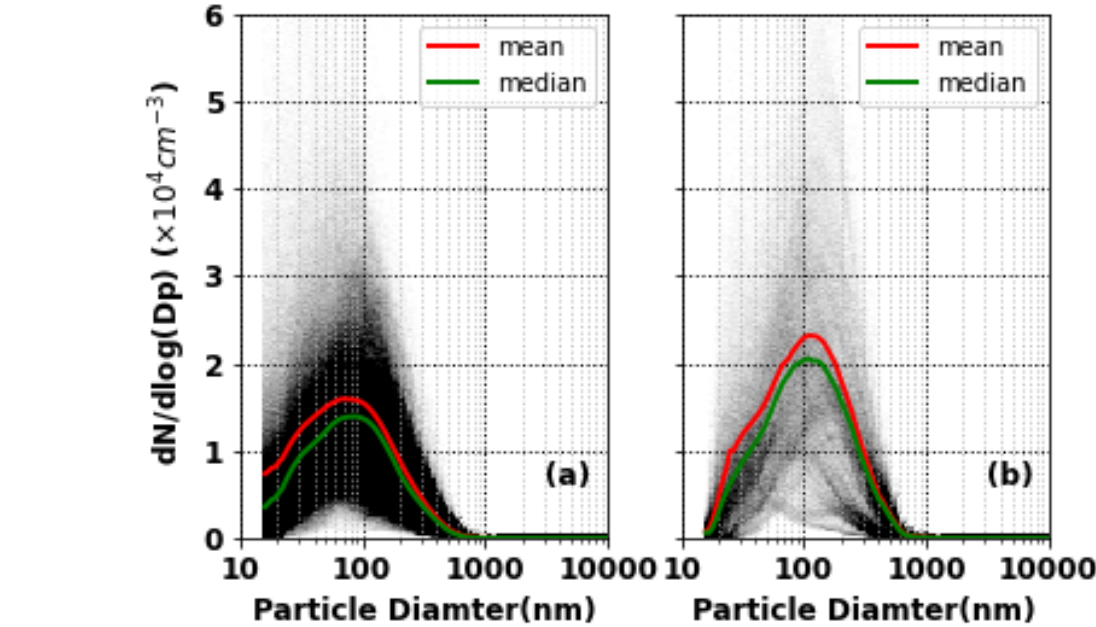 6
5
4
3
2
1
0
dN/dlog(Dp) (×10⁴cm⁻³)
mean
median
(a)
10 100 1000 10000
Particle Diamter(nm)
mean
median
(b)
10 100 1000 10000
Particle Diamter(nm)